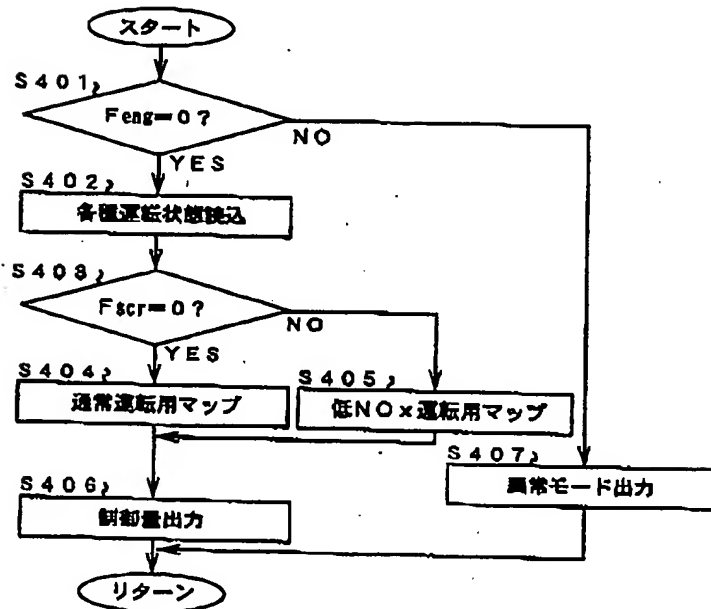 スタート
S401
Feng=0?
NO
YES
S402
各種運転状態読込
S403
Fscr=0?
NO
YES
S404
S405
通常運転用マップ
低NOx運転用マップ
S407
S406
異常モード出力
制御量出力
リターン